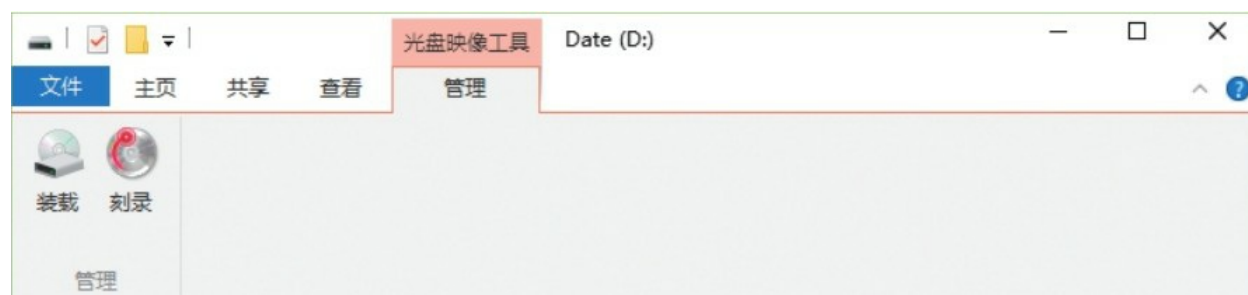 光盘映像工具 Date (D:)
文件 主页 共享 查看 管理
装载 刻录
管理